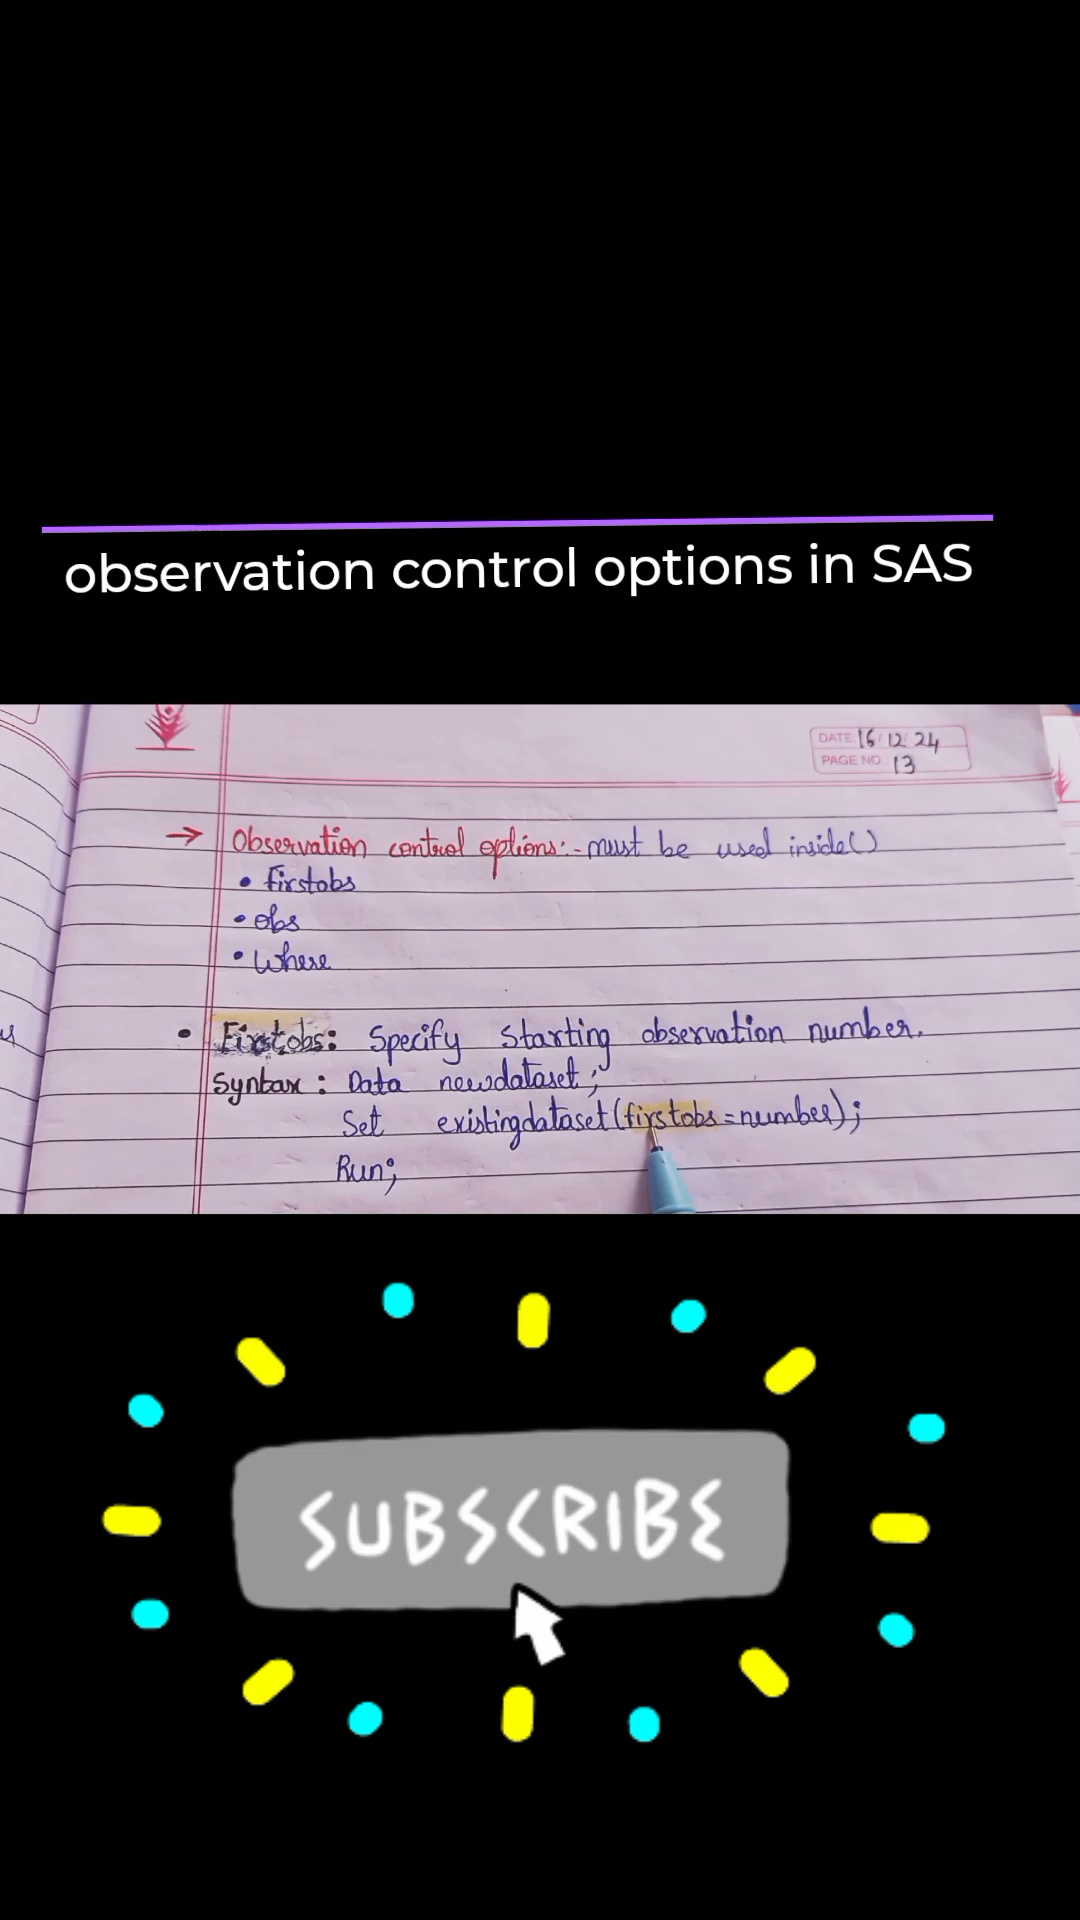 observation control options in SAS
DATE 16/12/24
PAGE NO. 13
→ Observation control options:- must be used inside()
• firstobs
• obs
• Where
• Firstobs: Specify starting observation number.
Syntax: Data newdataset;
Set existingdataset(firstobs=number);
Run;
SUBSCRIBE